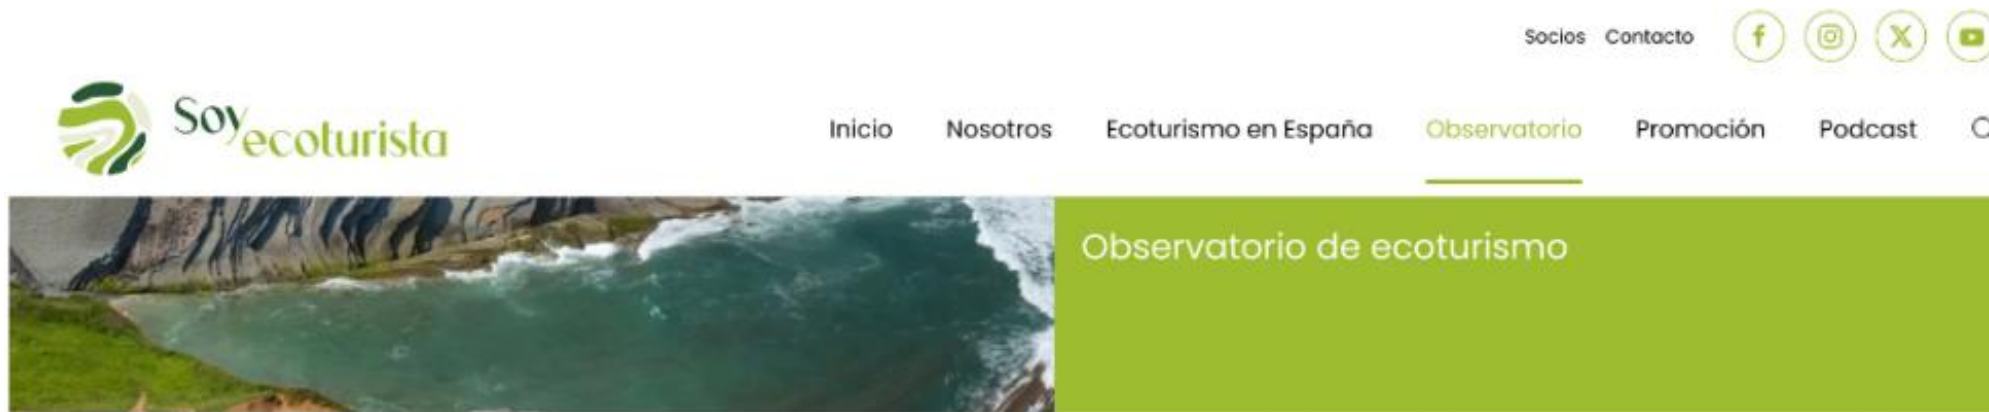 Socios Contacto
Soy
ecoturista
Inicio Nosotros Ecoturismo en España Observatorio Promoción Podcast
Observatorio de ecoturismo